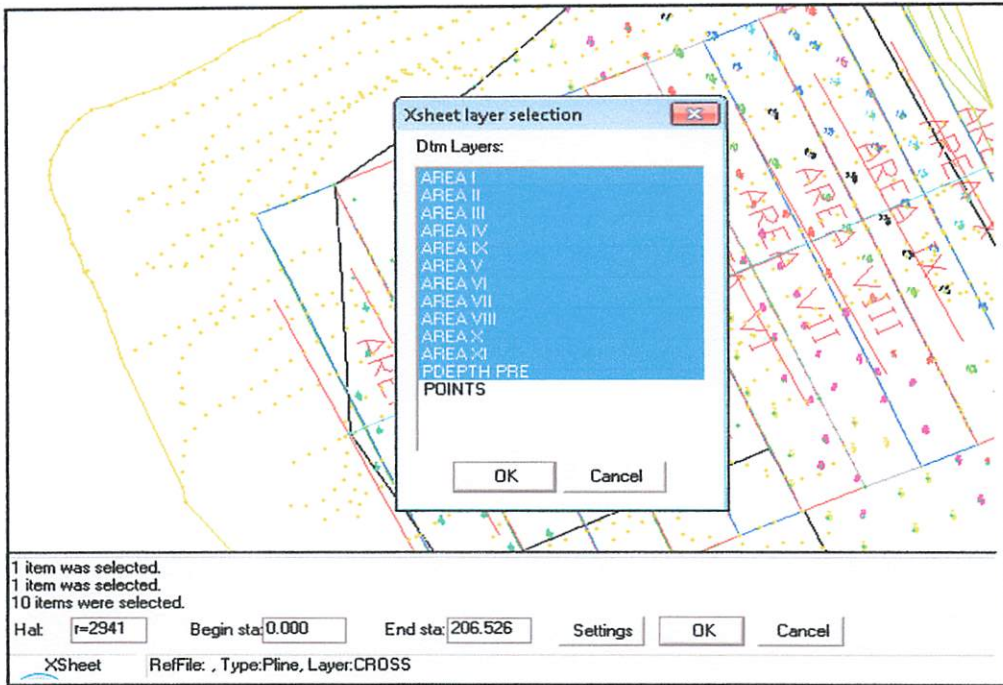 Xsheet layer selection
Dtm Layers:
AREA I
AREA II
AREA III
AREA IV
AREA IX
AREA V
AREA VI
AREA VII
AREA VIII
AREA X
AREA XI
PDEPTH PRE
POINTS
OK Cancel
AREA VII
AREA VIII
AREA IX
AREA X
VI
1 item was selected.
1 item was selected.
10 items were selected.
Hal: r=2941 Begin sta: 0.000 End sta: 206.526 Settings OK Cancel
XSheet RefFile: , Type:Pline, Layer:CROSS